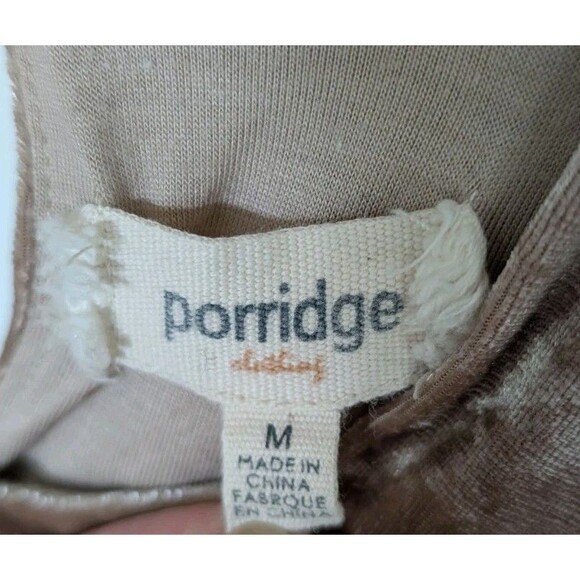 porridge
clothing
M
MADE IN
CHINA
FABRIQUE
EN CHINA